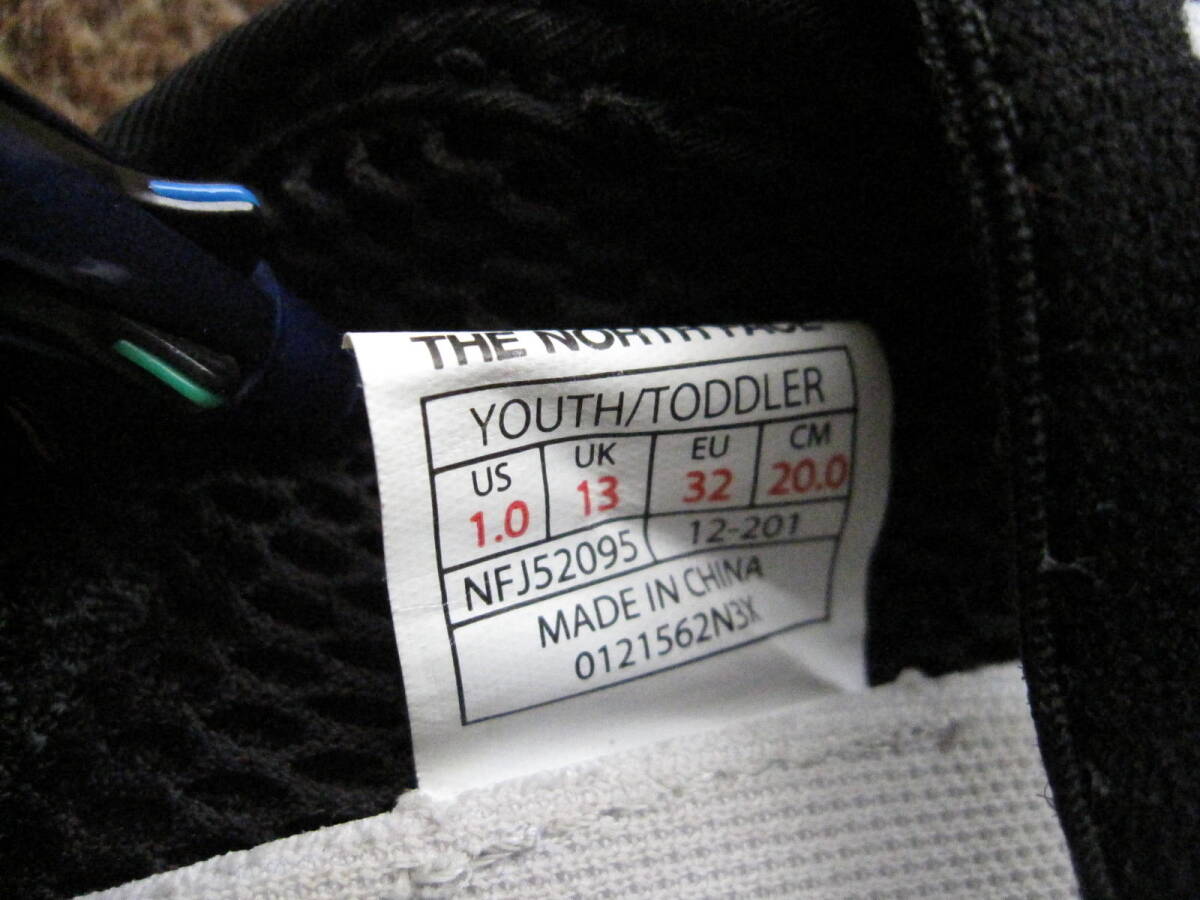 THE NORTH FACE
YOUTH/TODDLER
US UK EU CM
1.0 13 32 20.0
NFJ52095 12-201
MADE IN CHINA
0121562N3X